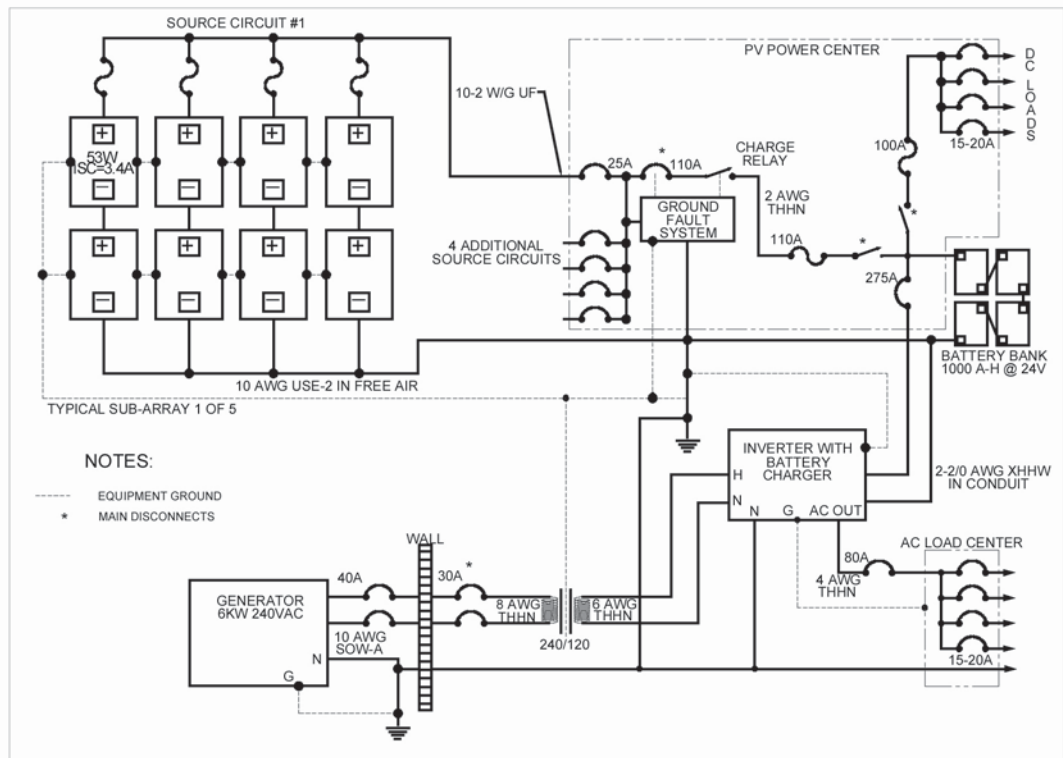 SOURCE CIRCUIT #1
PV POWER CENTER
10-2 W/G UF
DC LOADS
15-20A
100A
+
+
+
+
53W
ISC=3.4A
−
−
−
−
25A
*
110A
CHARGE
RELAY
2 AWG
THHN
GROUND
FAULT
SYSTEM
*
4 ADDITIONAL
SOURCE CIRCUITS
110A
*
275A
+
+
+
+
−
−
−
−
BATTERY BANK
1000 A-H @ 24V
10 AWG USE-2 IN FREE AIR
TYPICAL SUB-ARRAY 1 OF 5
NOTES:
EQUIPMENT GROUND
* MAIN DISCONNECTS
INVERTER WITH
BATTERY
CHARGER
H
N
N
G
AC OUT
2-2/0 AWG XHHW
IN CONDUIT
AC LOAD CENTER
80A
4 AWG
THHN
15-20A
WALL
40A
30A
*
GENERATOR
6KW 240VAC
N
G
10 AWG
SOW-A
8 AWG
THHN
6 AWG
THHN
240/120